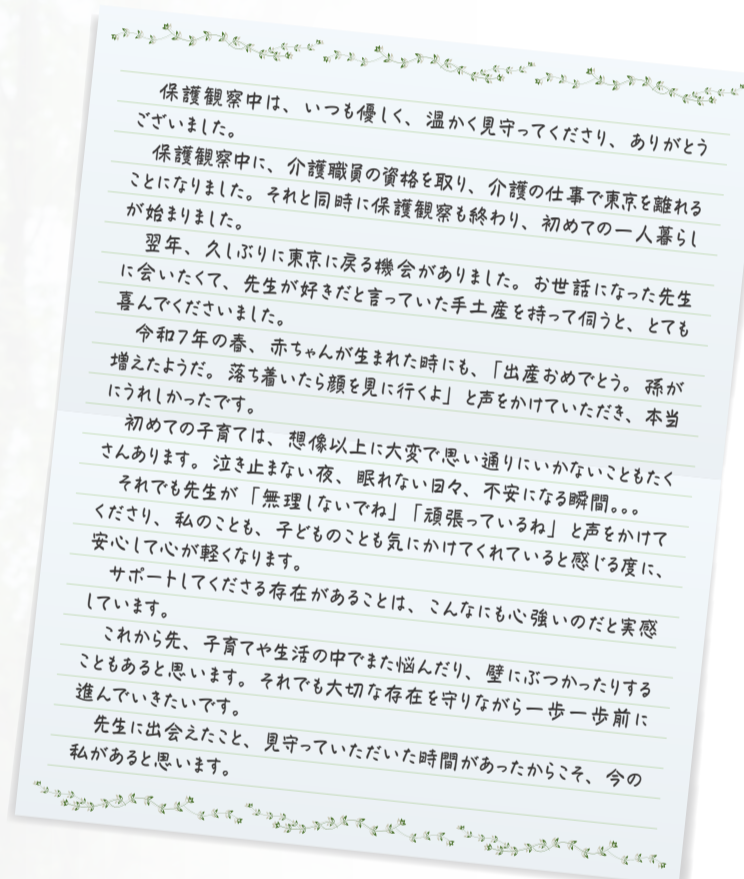 保護観察中は、いつも優しく、温かく見守ってくださり、ありがとう
ございました。
保護観察中に、介護職員の資格を取り、介護の仕事で東京を離れる
ことになりました。それと同時に保護観察も終わり、初めての一人暮らし
が始まりました。
翌年、久しぶりに東京に戻る機会がありました。お世話になった先生
に会いたくて、先生が好きだと言っていた手土産を持って伺うと、とても
喜んでくださいました。
令和7年の春、赤ちゃんが生まれた時にも、「出産おめでとう。孫が
増えたようだ。落ち着いたら顔を見に行くよ」と声をかけていただき、本当
にうれしかったです。
初めての子育ては、想像以上に大変で思い通りにいかないこともたく
さんあります。泣き止まない夜、眠れない日々、不安になる瞬間。。。
それでも先生が「無理しないでね」「頑張っているね」と声をかけて
くださり、私のことも、子どものことも気にかけてくれていると感じる度に、
安心して心が軽くなります。
サポートしてくださる存在があることは、こんなにも心強いのだと実感
しています。
これから先、子育てや生活の中でまた悩んだり、壁にぶつかったりする
こともあると思います。それでも大切な存在を守りながら一歩一歩前に
進んでいきたいです。
先生に出会えたこと、見守っていただいた時間があったからこそ、今の
私があると思います。